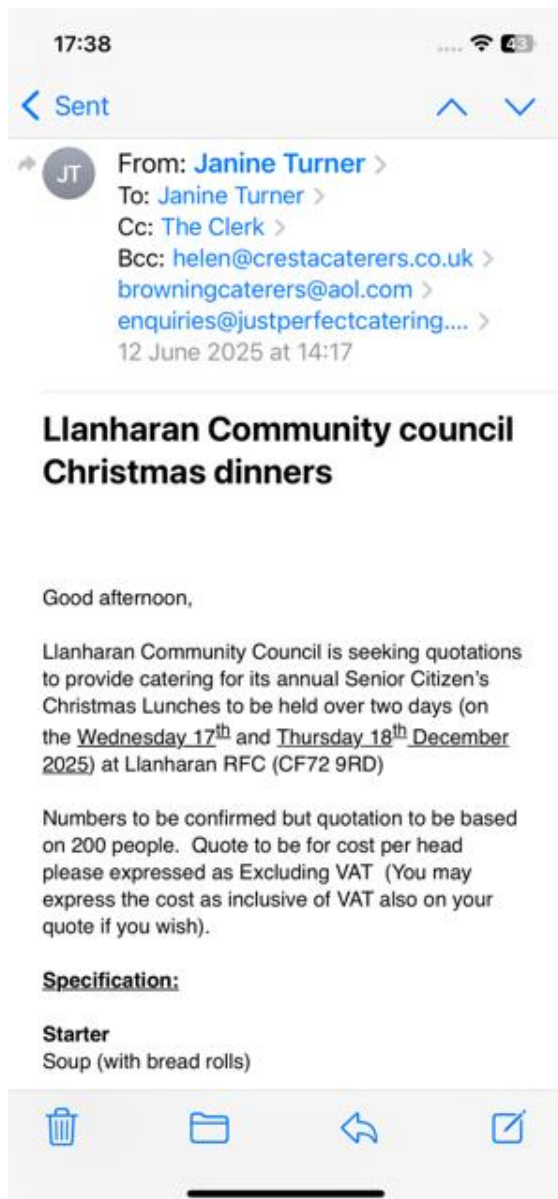 17:38
43
Sent
JT
From: Janine Turner
To: Janine Turner
Cc: The Clerk
Bcc: helen@crestacaterers.co.uk
browningcaterers@aol.com
enquiries@justperfectcatering....
12 June 2025 at 14:17
Llanharan Community council
Christmas dinners
Good afternoon,
Llanharan Community Council is seeking quotations
to provide catering for its annual Senior Citizen's
Christmas Lunches to be held over two days (on
the Wednesday 17th and Thursday 18th December
2025) at Llanharan RFC (CF72 9RD)
Numbers to be confirmed but quotation to be based
on 200 people.  Quote to be for cost per head
please expressed as Excluding VAT  (You may
express the cost as inclusive of VAT also on your
quote if you wish).
Specification:
Starter
Soup (with bread rolls)